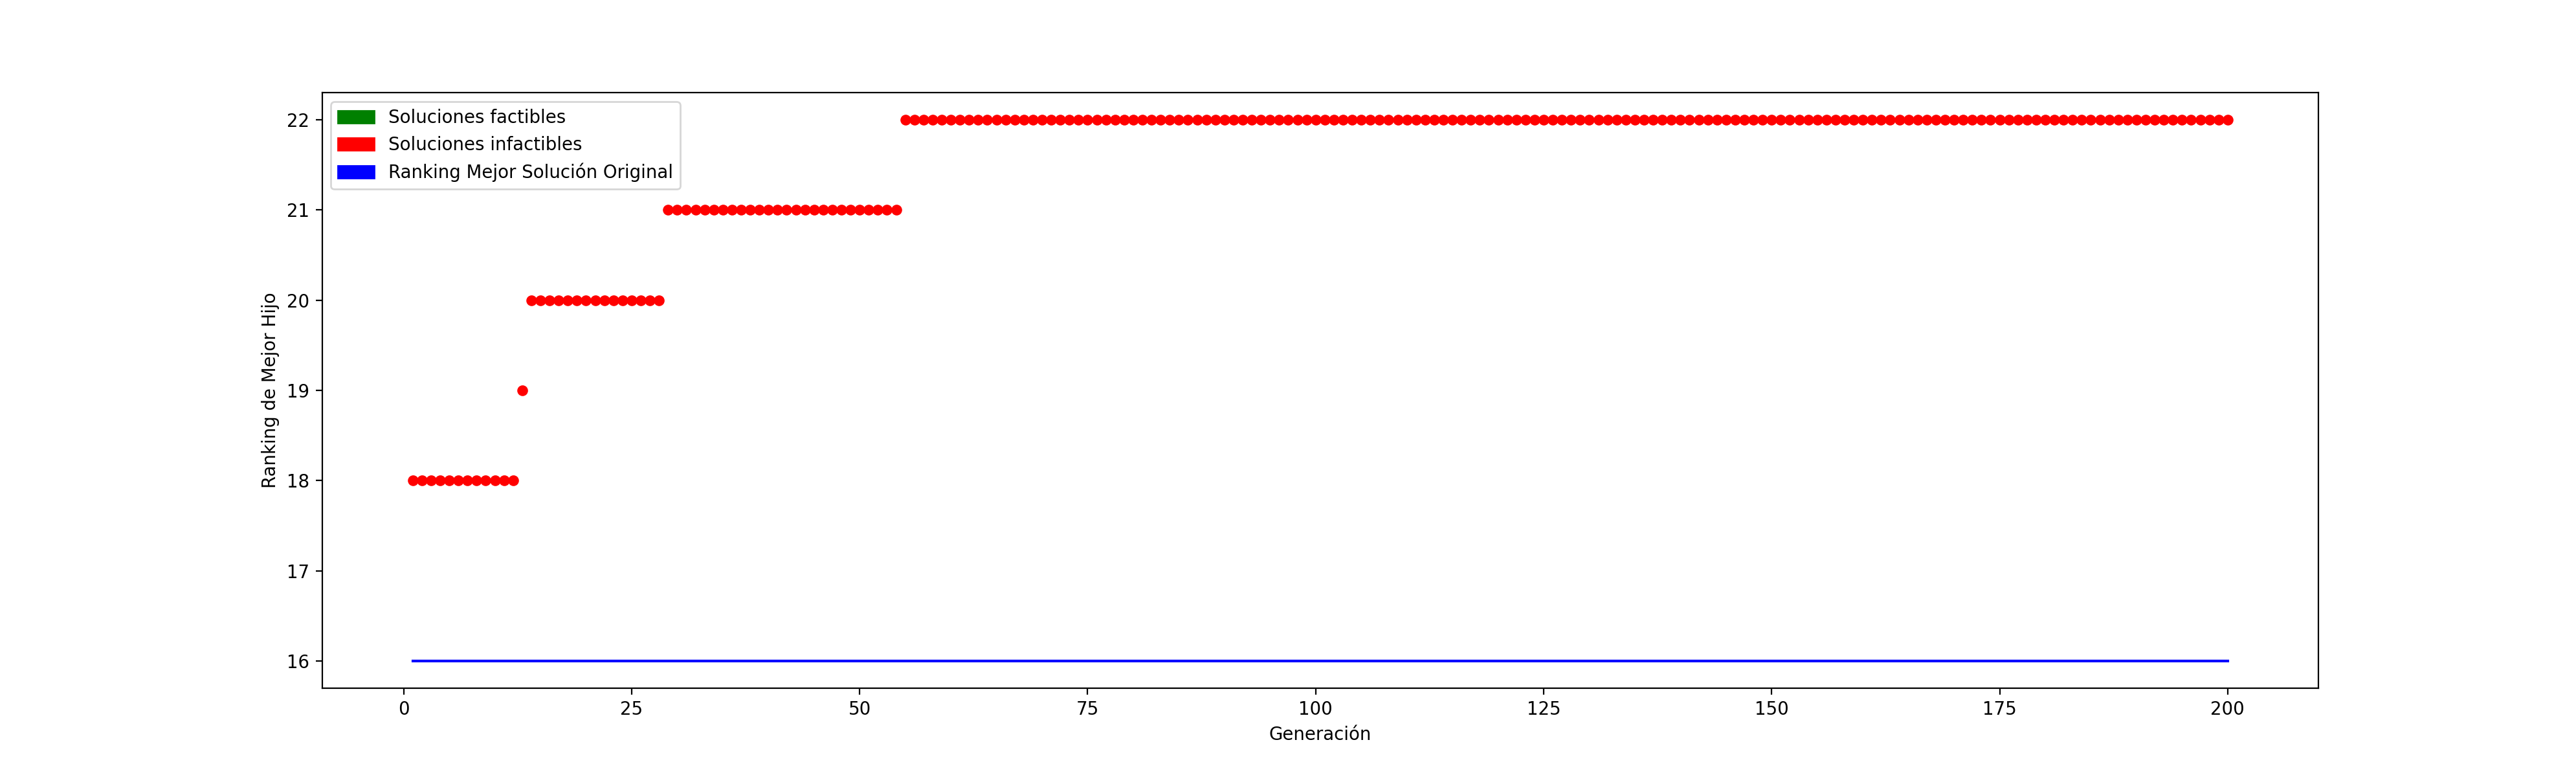 Soluciones factibles
Soluciones infactibles
Ranking Mejor Solución Original
Ranking de Mejor Hijo
22
21
20
19
18
17
16
0 25 50 75 100 125 150 175 200
Generación